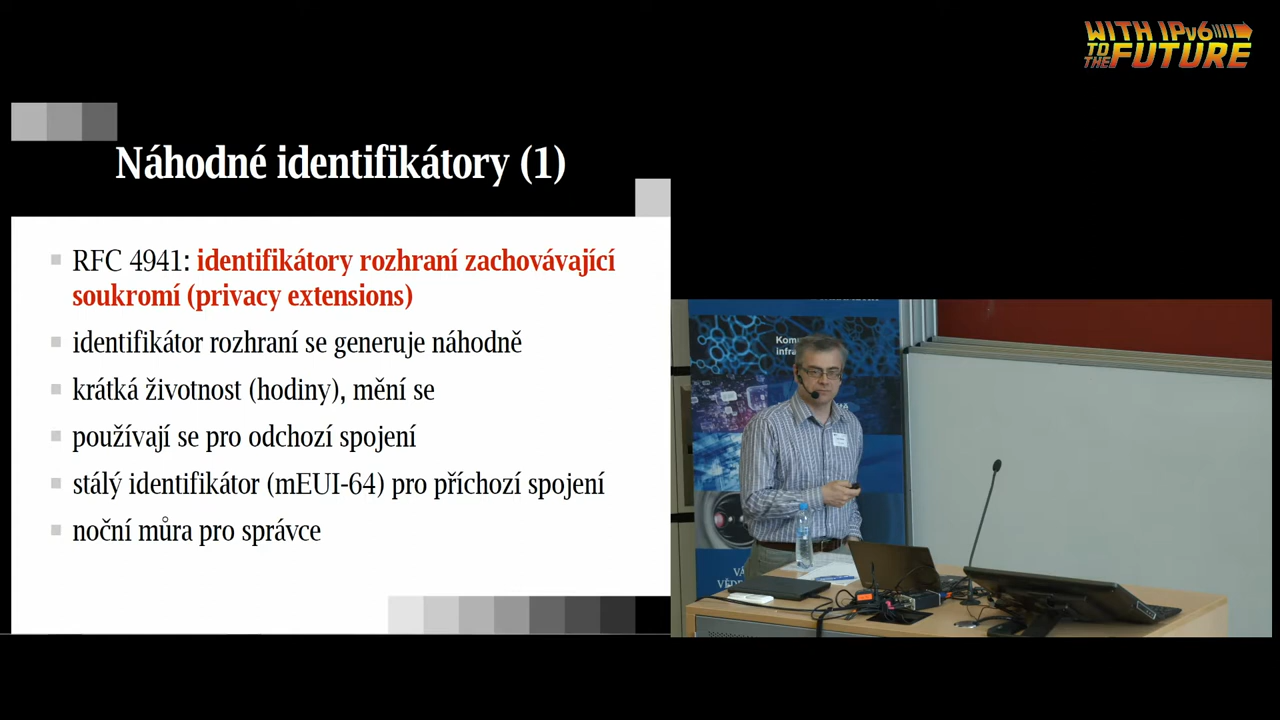 WITH IPv6
TO THE FUTURE
Náhodné identifikátory (1)
RFC 4941: identifikátory rozhraní zachovávající
soukromí (privacy extensions)
identifikátor rozhraní se generuje náhodně
krátká životnost (hodiny), mění se
používají se pro odchozí spojení
stálý identifikátor (mEUI-64) pro příchozí spojení
noční můra pro správce